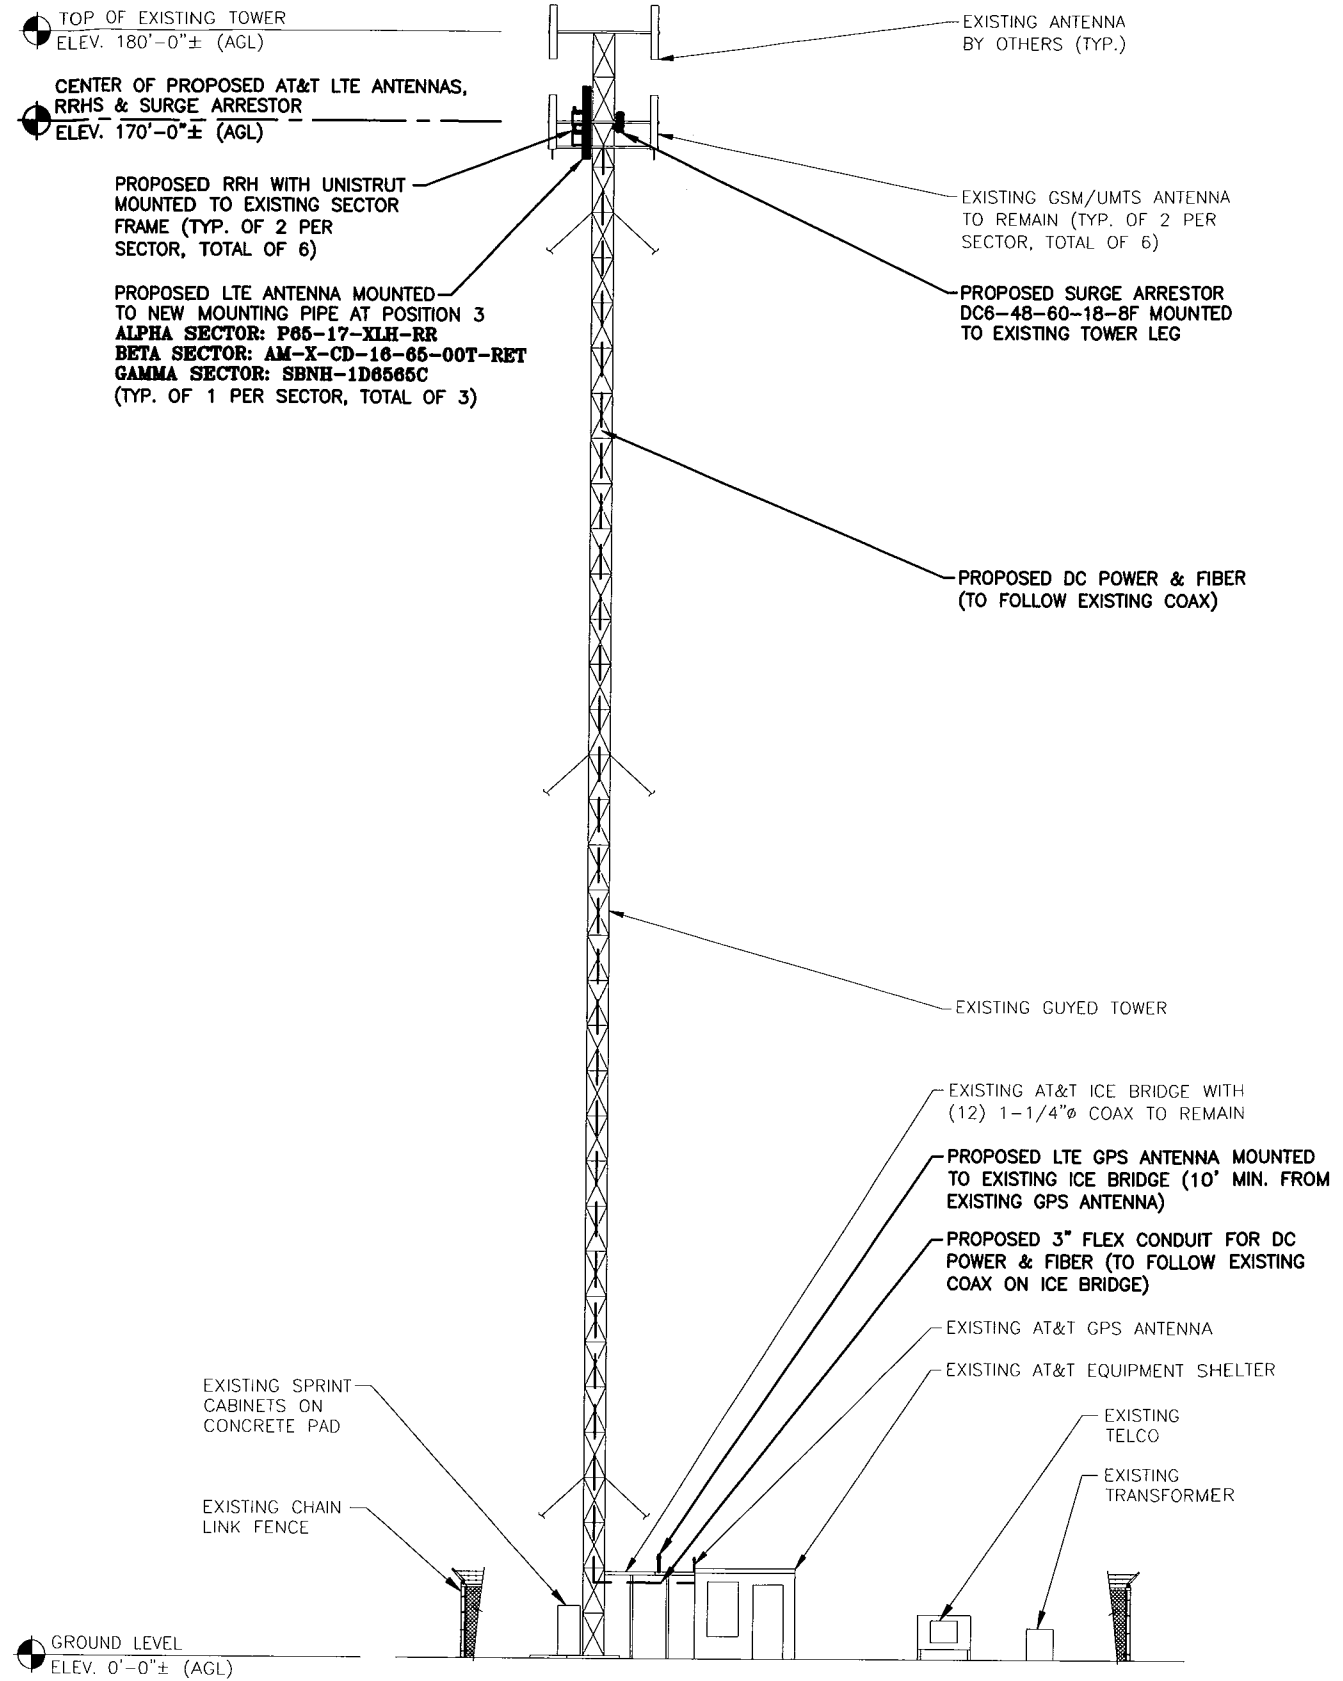 TOP OF EXISTING TOWER
ELEV. 180'-0"± (AGL)
CENTER OF PROPOSED AT&T LTE ANTENNAS,
RRHS & SURGE ARRESTOR
ELEV. 170'-0"± (AGL)
EXISTING ANTENNA
BY OTHERS (TYP.)
PROPOSED RRH WITH UNISTRUT
MOUNTED TO EXISTING SECTOR
FRAME (TYP. OF 2 PER
SECTOR, TOTAL OF 6)
EXISTING GSM/UMTS ANTENNA
TO REMAIN (TYP. OF 2 PER
SECTOR, TOTAL OF 6)
PROPOSED LTE ANTENNA MOUNTED
TO NEW MOUNTING PIPE AT POSITION 3
ALPHA SECTOR: P65-17-XLH-RR
BETA SECTOR: AM-X-CD-16-65-00T-RET
GAMMA SECTOR: SBNH-1D6565C
(TYP. OF 1 PER SECTOR, TOTAL OF 3)
PROPOSED SURGE ARRESTOR
DC6-48-60-18-8F MOUNTED
TO EXISTING TOWER LEG
PROPOSED DC POWER & FIBER
(TO FOLLOW EXISTING COAX)
EXISTING GUYED TOWER
EXISTING AT&T ICE BRIDGE WITH
(12) 1-1/4"ø COAX TO REMAIN
PROPOSED LTE GPS ANTENNA MOUNTED
TO EXISTING ICE BRIDGE (10' MIN. FROM
EXISTING GPS ANTENNA)
PROPOSED 3" FLEX CONDUIT FOR DC
POWER & FIBER (TO FOLLOW EXISTING
COAX ON ICE BRIDGE)
EXISTING AT&T GPS ANTENNA
EXISTING AT&T EQUIPMENT SHELTER
EXISTING SPRINT
CABINETS ON
CONCRETE PAD
EXISTING
TELCO
EXISTING
TRANSFORMER
EXISTING CHAIN
LINK FENCE
GROUND LEVEL
ELEV. 0'-0"± (AGL)